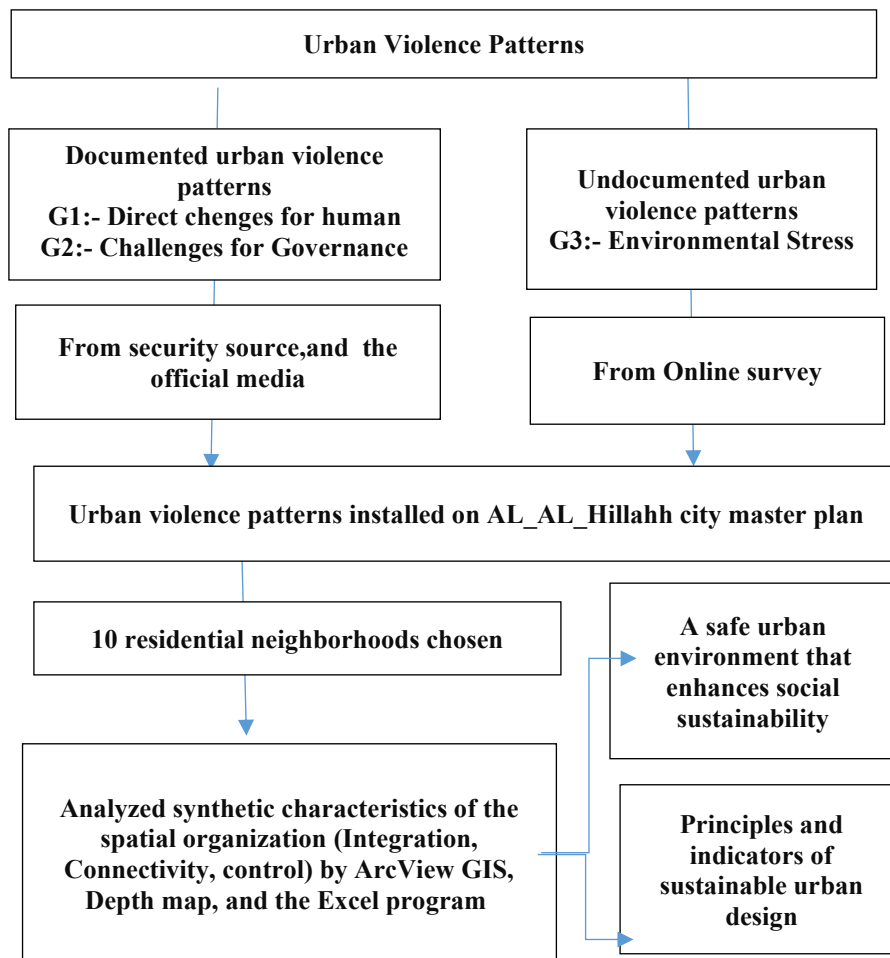 Urban Violence Patterns
Documented urban violence
patterns
G1:- Direct chenges for human
G2:- Challenges for Governance
Undocumented urban
violence patterns
G3:- Environmental Stress
From security source,and the
official media
From Online survey
Urban violence patterns installed on AL_AL_Hillahh city master plan
10 residential neighborhoods chosen
A safe urban
environment that
enhances social
sustainability
Analyzed synthetic characteristics of the
spatial organization (Integration,
Connectivity, control) by ArcView GIS,
Depth map, and the Excel program
Principles and
indicators of
sustainable urban
design